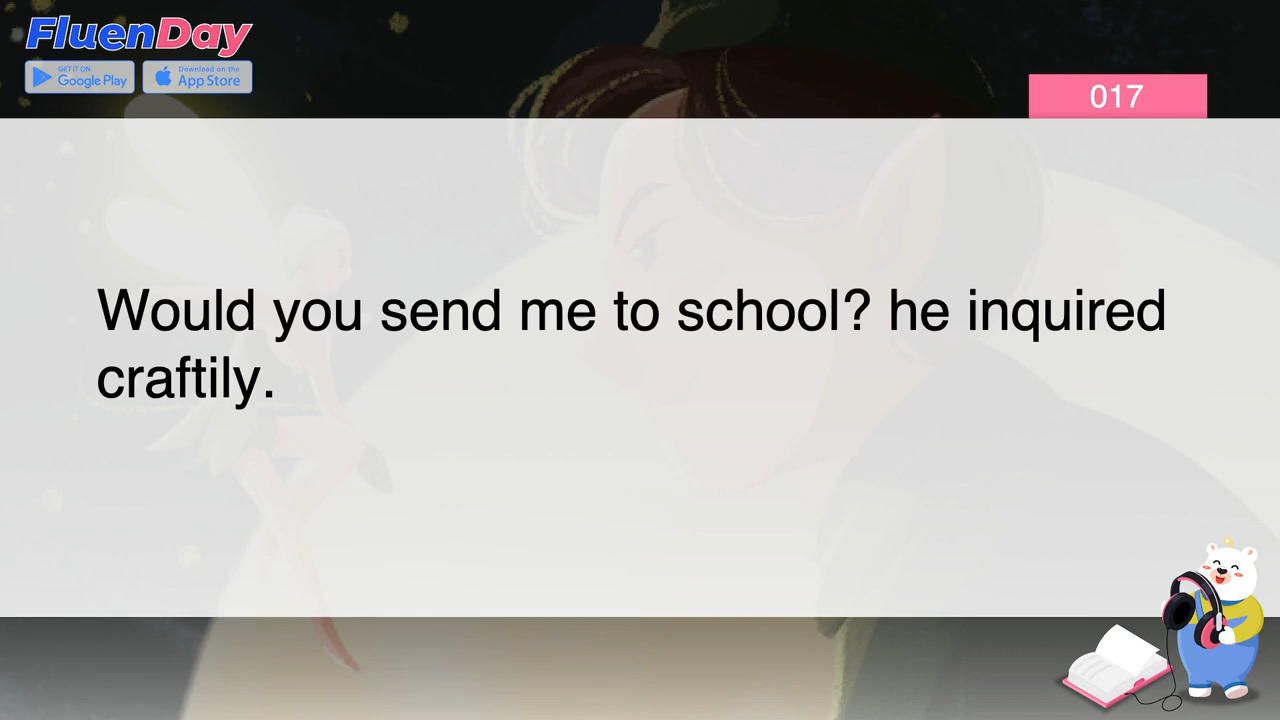 FluenDay
GET IT ON
Google Play
Download on the
App Store
017
Would you send me to school? he inquired
craftily.